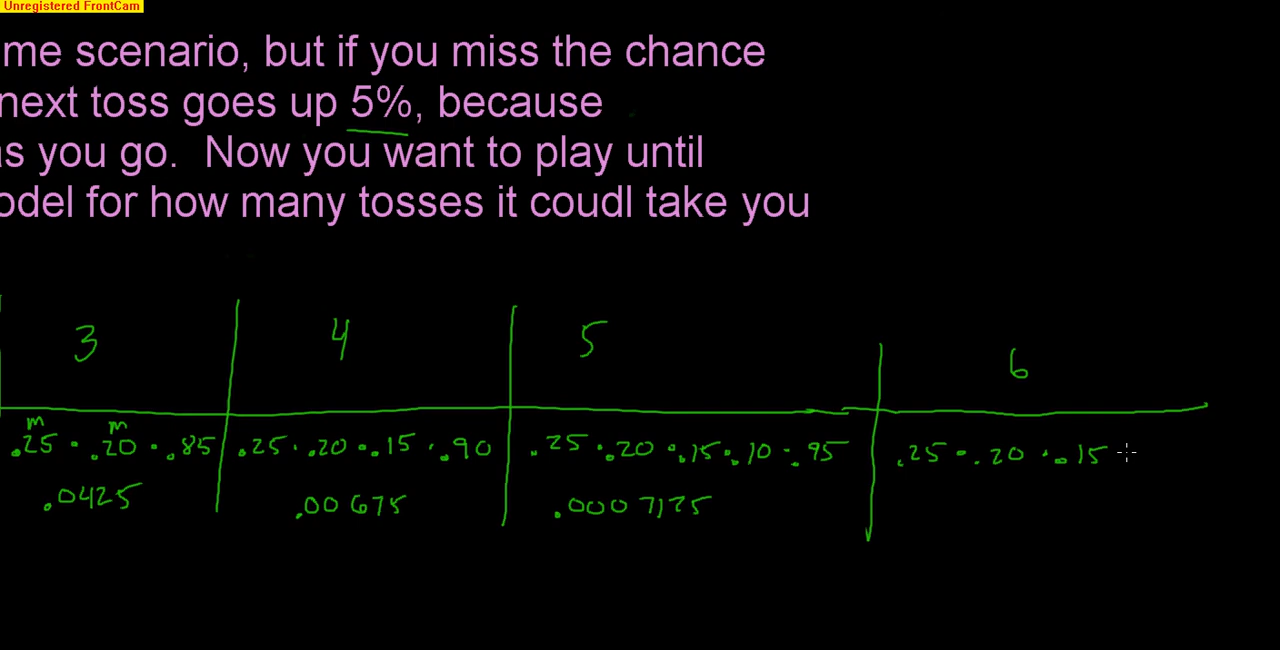 Unregistered FrontCam
me scenario, but if you miss the chance
next toss goes up 5%, because
s you go. Now you want to play until
odel for how many tosses it coudl take you
3 4 5 6
m m
.25 · .20 · .85 .25 · .20 · .15 · .90 .25 · .20 · .15 · .10 · .95 .25 · .20 · .15
.0425 .00675 .0007125